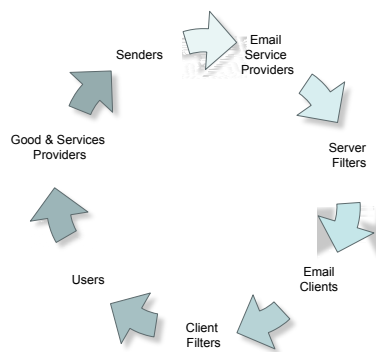 Senders
Email
Service
Providers
Server
Filters
Email
Clients
Client
Filters
Users
Good & Services
Providers